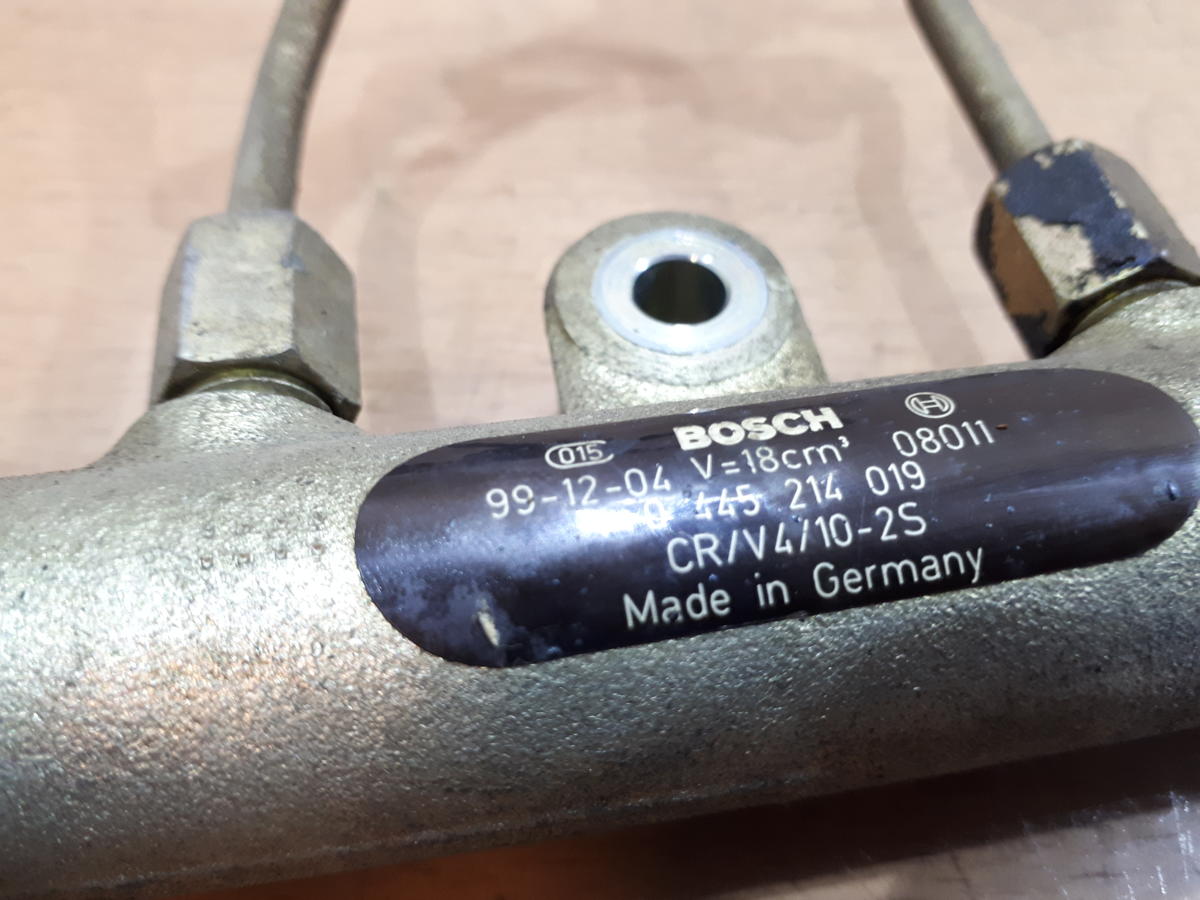 015 BOSCH
99-12-04 V=18cm³ 08011
0 445 214 019
CR/V4/10-2S
Made in Germany